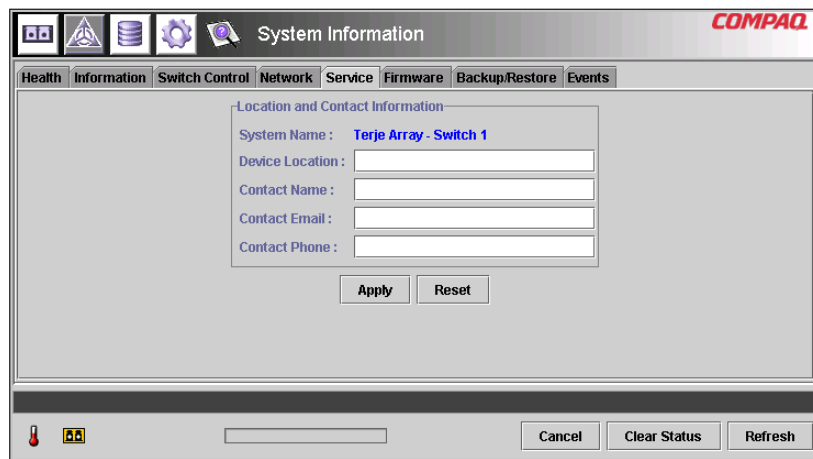 System Information
COMPAQ
Health Information Switch Control Network Service Firmware Backup/Restore Events
Location and Contact Information
System Name : Terje Array - Switch 1
Device Location :
Contact Name :
Contact Email :
Contact Phone :
Apply Reset
Cancel Clear Status Refresh